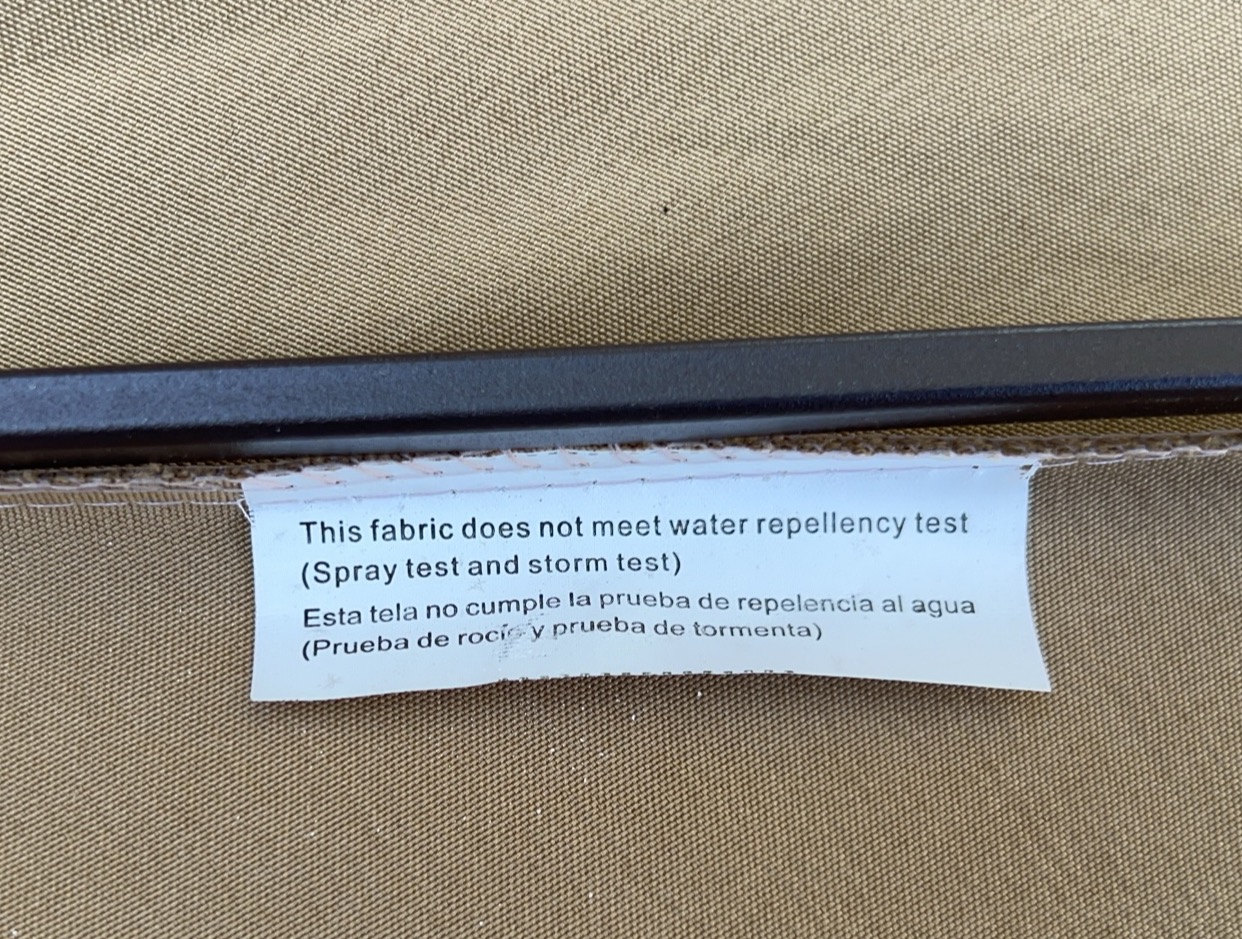 This fabric does not meet water repellency test
(Spray test and storm test)
Esta tela no cumple la prueba de repelencia al agua
(Prueba de rocío y prueba de tormenta)